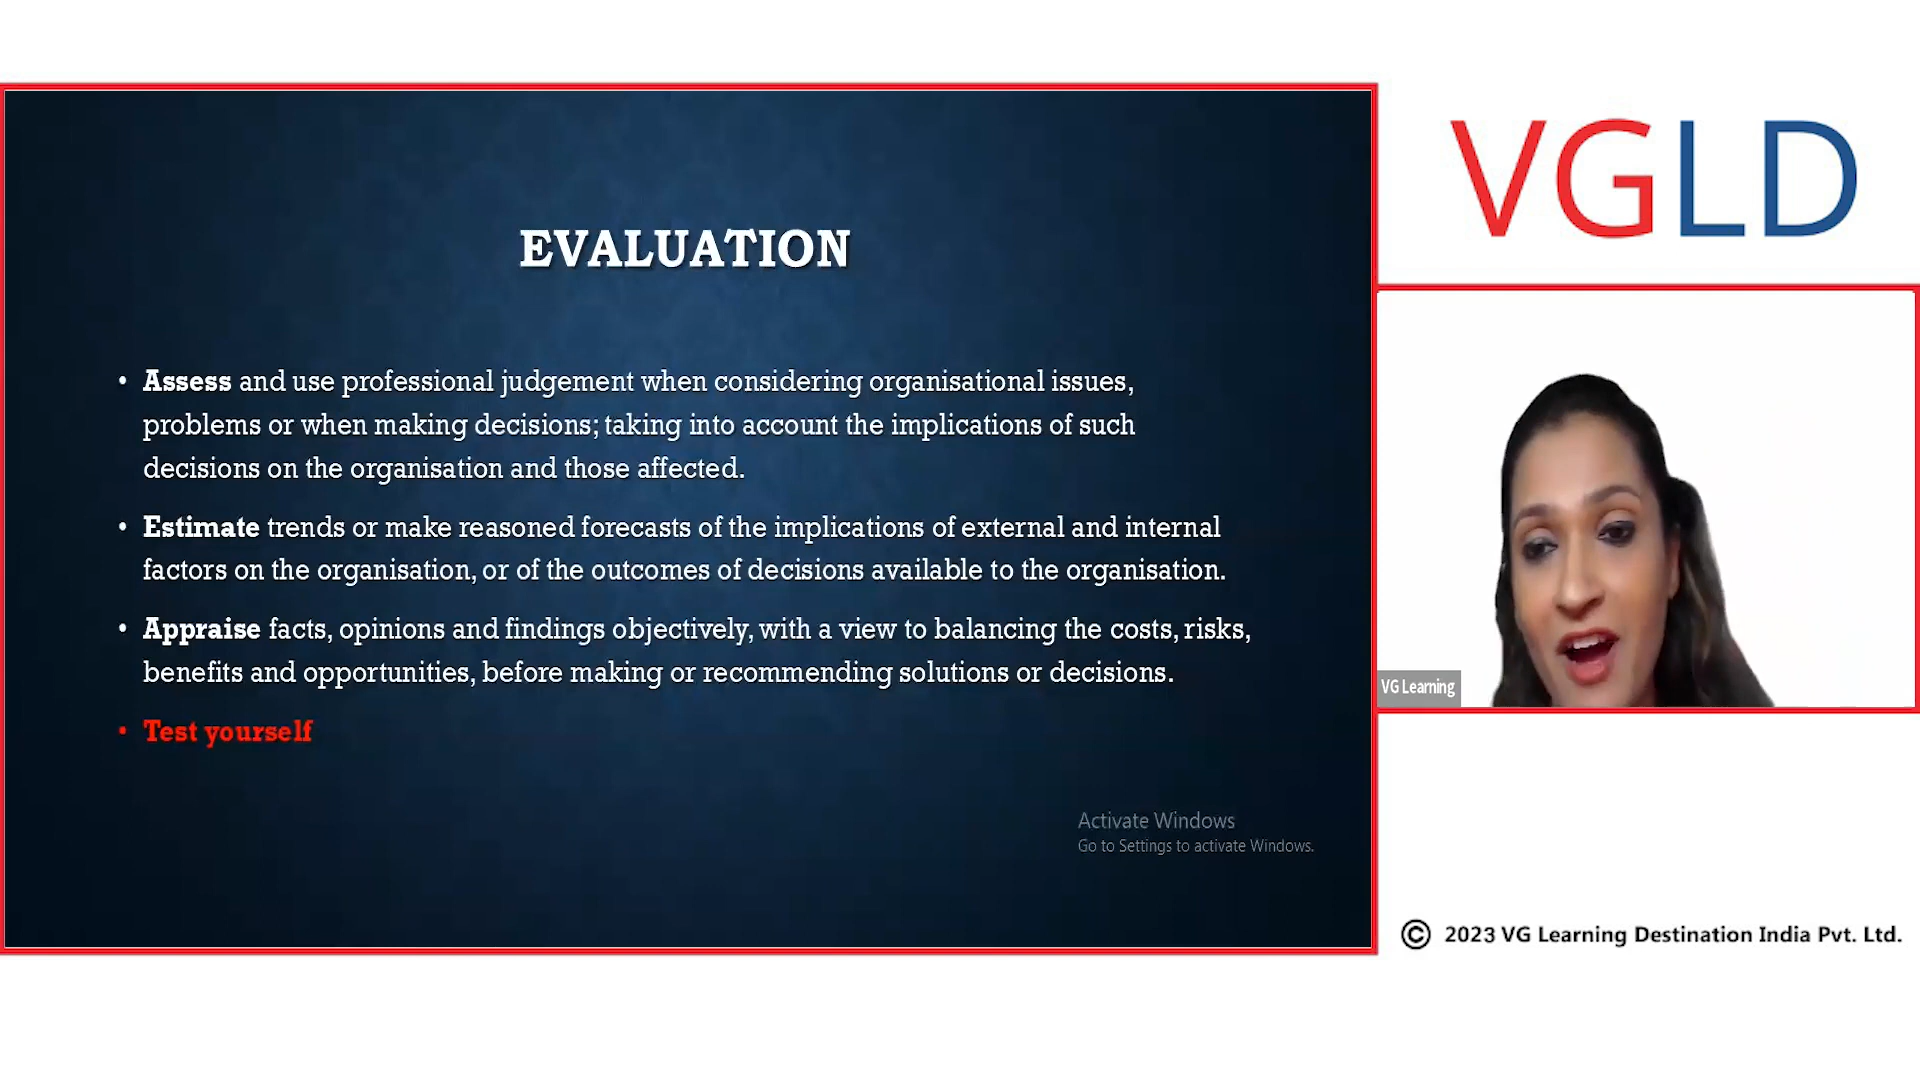 EVALUATION
• Assess and use professional judgement when considering organisational issues,
problems or when making decisions; taking into account the implications of such
decisions on the organisation and those affected.
• Estimate trends or make reasoned forecasts of the implications of external and internal
factors on the organisation, or of the outcomes of decisions available to the organisation.
• Appraise facts, opinions and findings objectively, with a view to balancing the costs, risks,
benefits and opportunities, before making or recommending solutions or decisions.
• Test yourself
Activate Windows
Go to Settings to activate Windows.
VGLD
VG Learning
© 2023 VG Learning Destination India Pvt. Ltd.